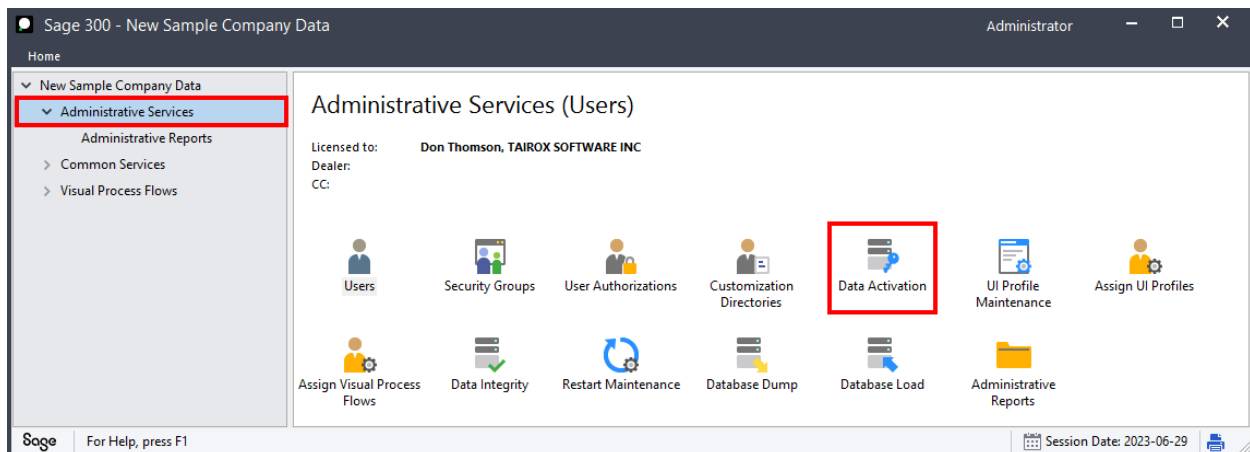 Sage 300 - New Sample Company Data
Administrator
Home
New Sample Company Data
Administrative Services
Administrative Reports
Common Services
Visual Process Flows
Administrative Services (Users)
Licensed to: Don Thomson, TAIROX SOFTWARE INC
Dealer:
CC:
Users
Security Groups
User Authorizations
Customization
Directories
Data Activation
UI Profile
Maintenance
Assign UI Profiles
Assign Visual Process
Flows
Data Integrity
Restart Maintenance
Database Dump
Database Load
Administrative
Reports
Sage
For Help, press F1
Session Date: 2023-06-29